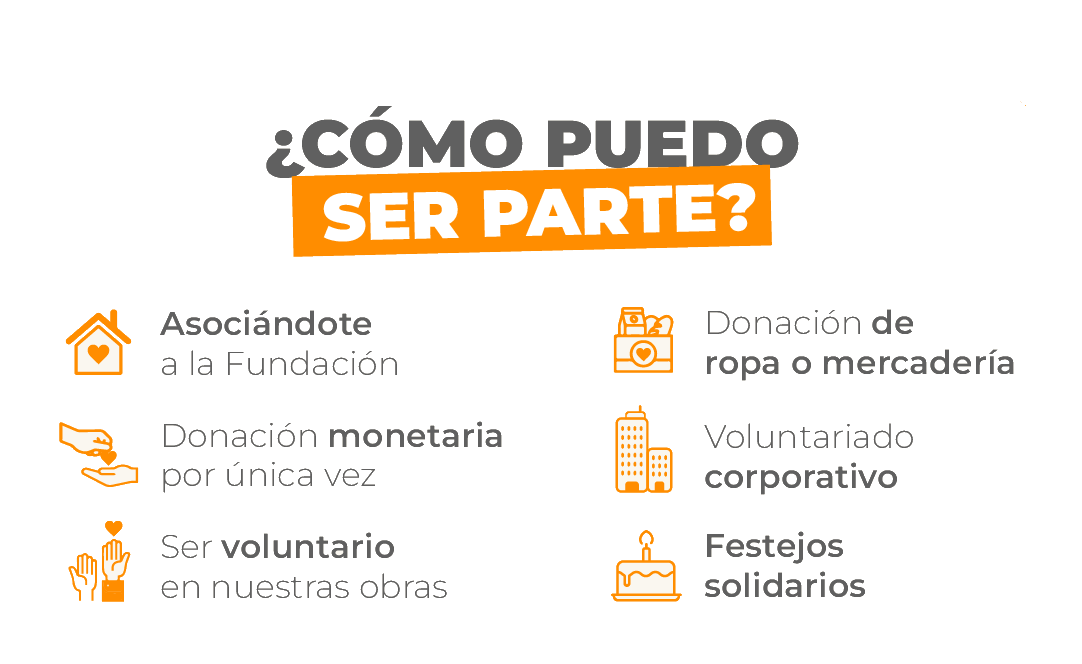 ¿CÓMO PUEDO
SER PARTE?
Asociándote
a la Fundación
Donación monetaria
por única vez
Ser voluntario
en nuestras obras
Donación de
ropa o mercadería
Voluntariado
corporativo
Festejos
solidarios